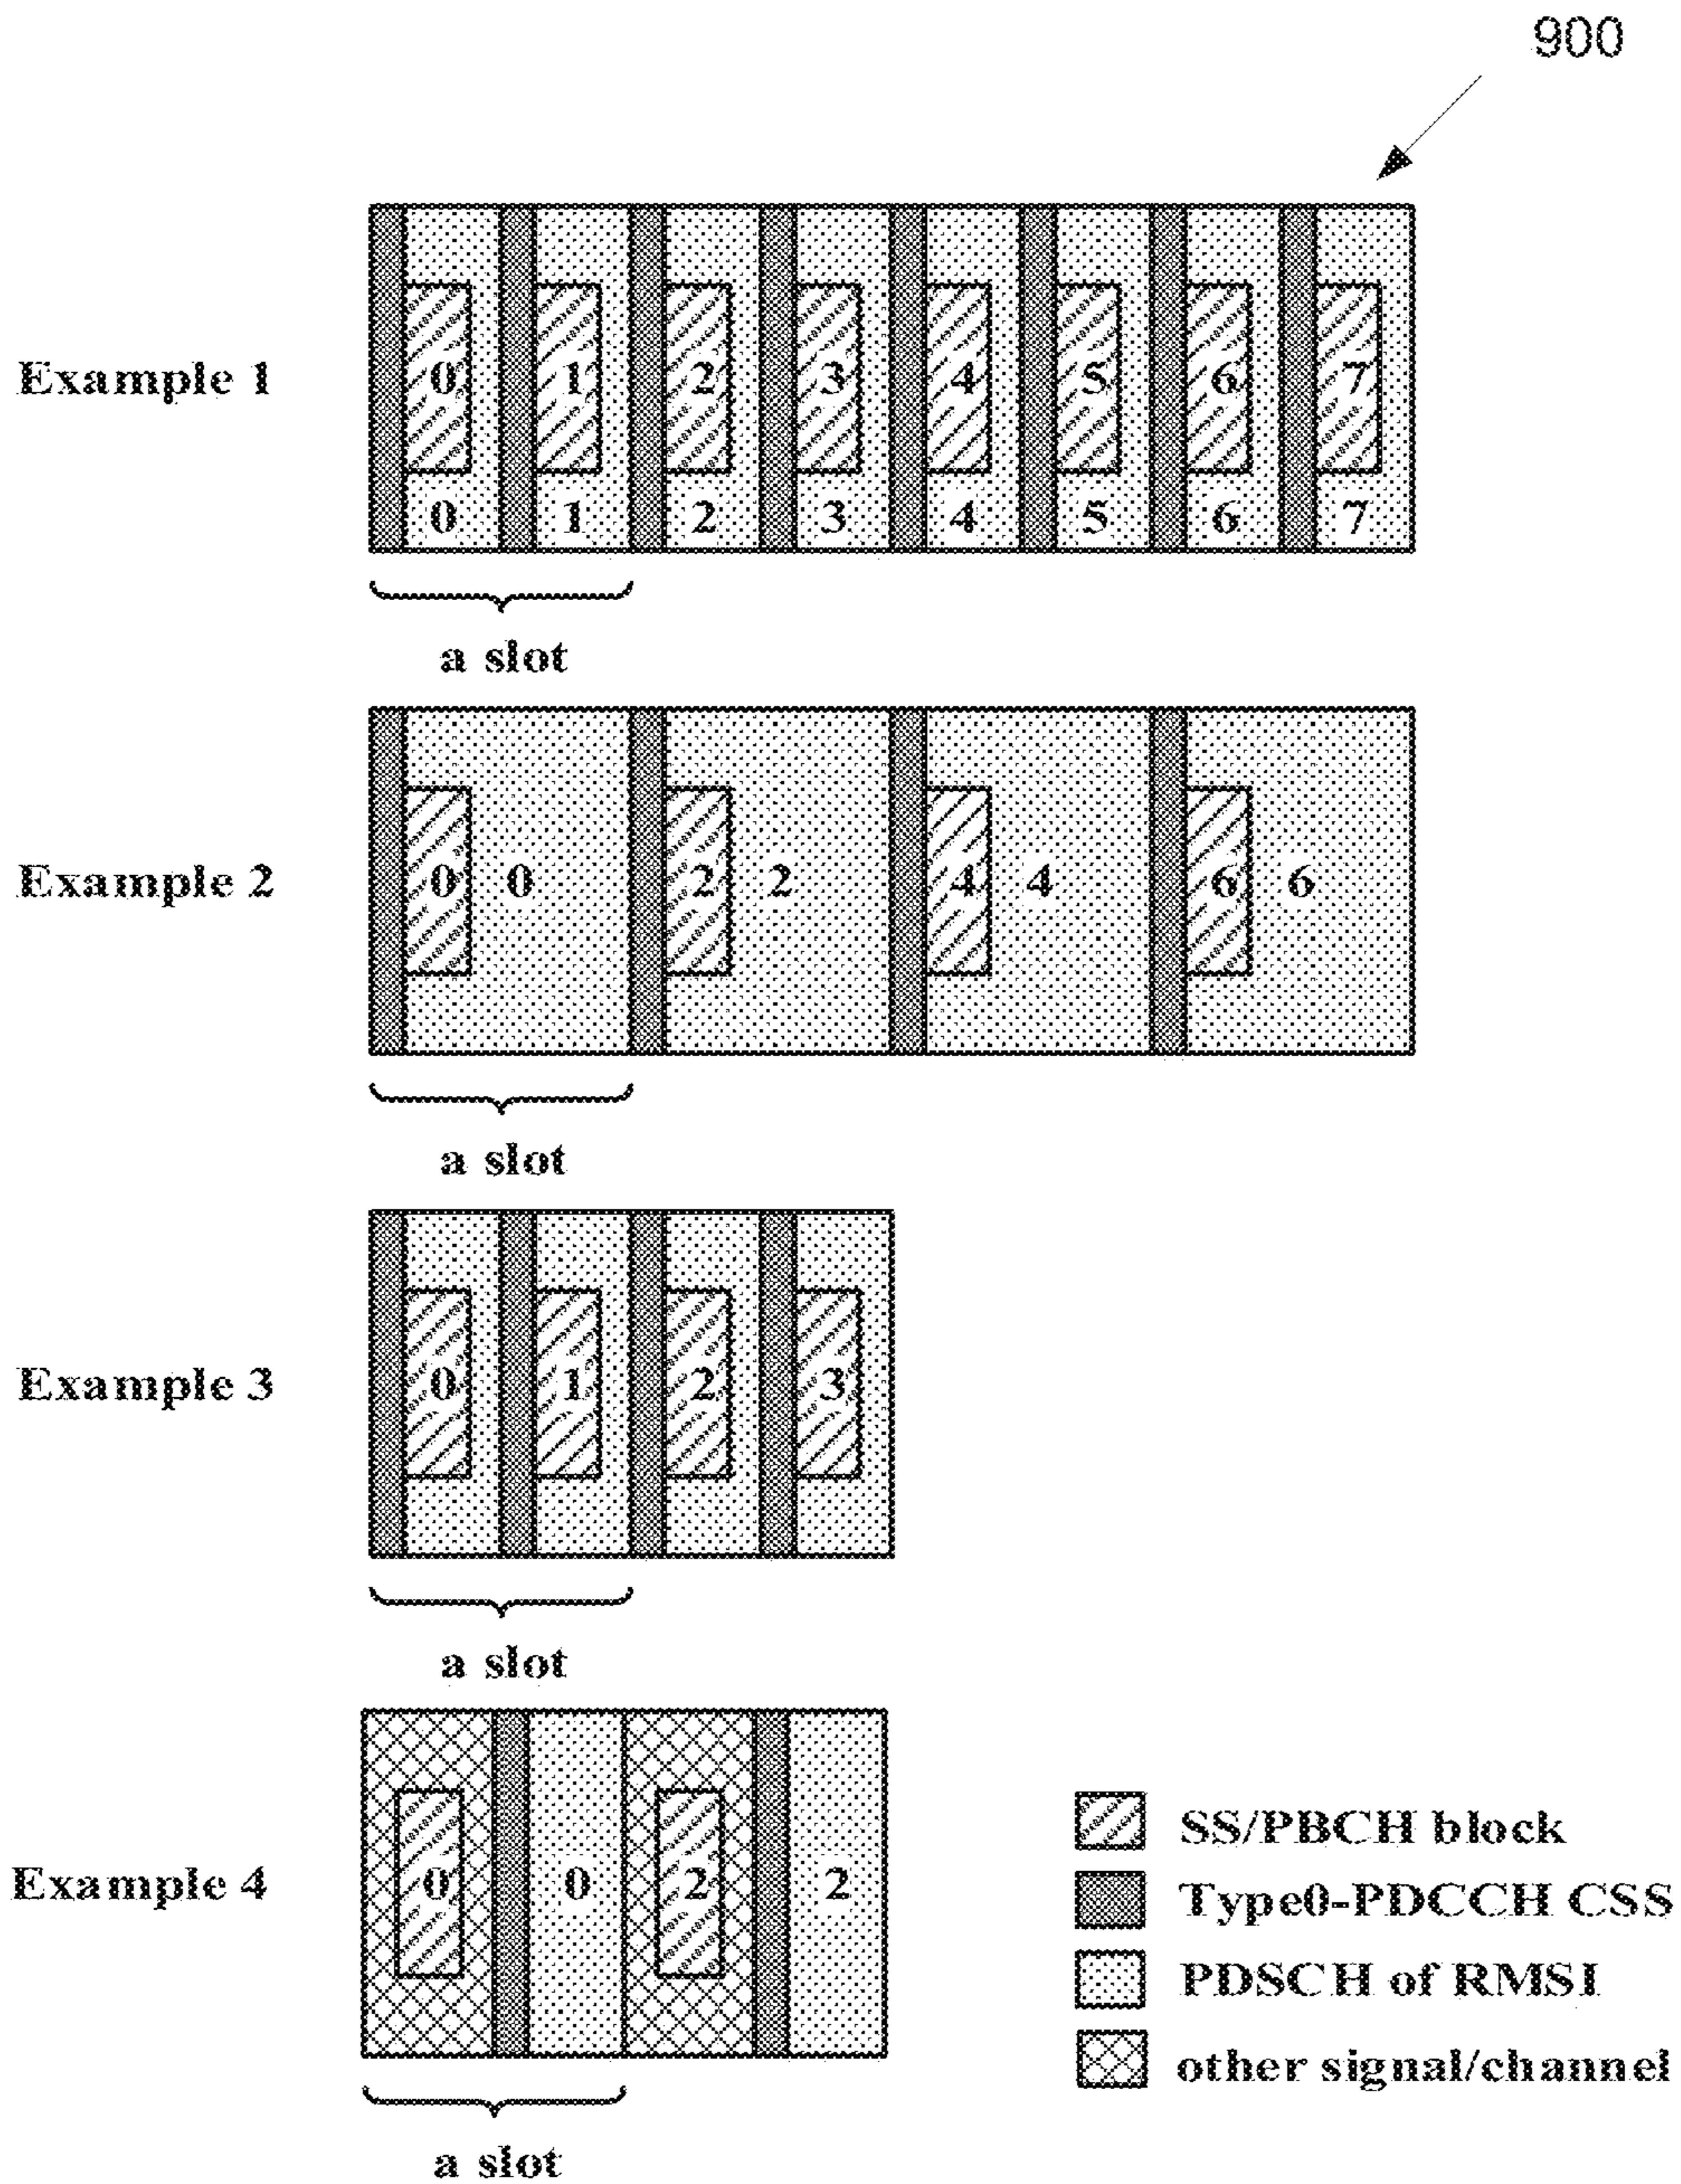 900
Example 1
0 1 2 3 4 5 6 7
0 1 2 3 4 5 6 7
a slot
Example 2
0 0 2 2 4 4 6 6
a slot
Example 3
0 1 2 3
a slot
Example 4
0 0 2 2
a slot
SS/PBCH block
Type0-PDCCH CSS
PDSCH of RMSI
other signal/channel